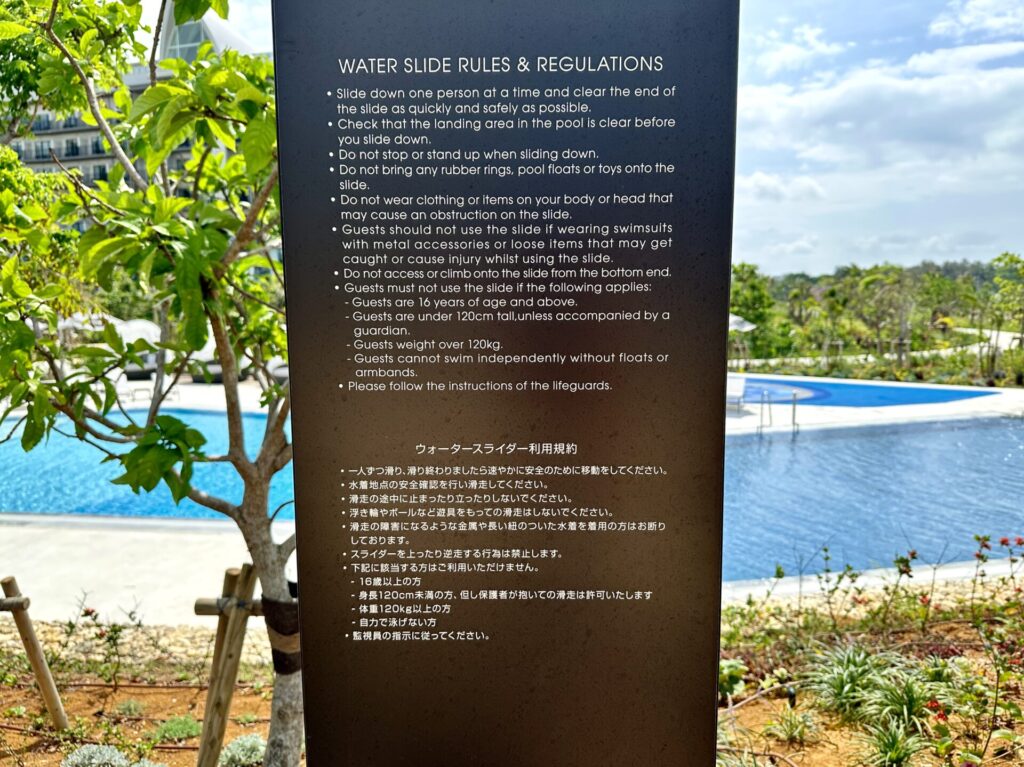 WATER SLIDE RULES & REGULATIONS
• Slide down one person at a time and clear the end of
the slide as quickly and safely as possible.
• Check that the landing area in the pool is clear before
you slide down.
• Do not stop or stand up when sliding down.
• Do not bring any rubber rings, pool floats or toys onto the
slide.
• Do not wear clothing or items on your body or head that
may cause an obstruction on the slide.
• Guests should not use the slide if wearing swimsuits
with metal accessories or loose items that may get
caught or cause injury whilst using the slide.
• Do not access or climb onto the slide from the bottom end.
• Guests must not use the slide if the following applies:
- Guests are 16 years of age and above.
- Guests are under 120cm tall,unless accompanied by a
guardian.
- Guests weight over 120kg.
- Guests cannot swim independently without floats or
armbands.
• Please follow the instructions of the lifeguards.
ウォータースライダー利用規約
• 一人ずつ滑り、滑り終わりましたら速やかに安全のために移動をしてください。
• 水着地点の安全確認を行い滑走してください。
• 滑走の途中に止まったり立ったりしないでください。
• 浮き輪やボールなど遊具をもっての滑走はしないでください。
• 滑走の障害になるような金属や長い紐のついた水着を着用の方はお断り
しております。
• スライダーを上ったり逆走する行為は禁止します。
• 下記に該当する方はご利用いただけません。
- 16歳以上の方
- 身長120cm未満の方、但し保護者が抱いての滑走は許可いたします
- 体重120kg以上の方
- 自力で泳げない方
• 監視員の指示に従ってください。